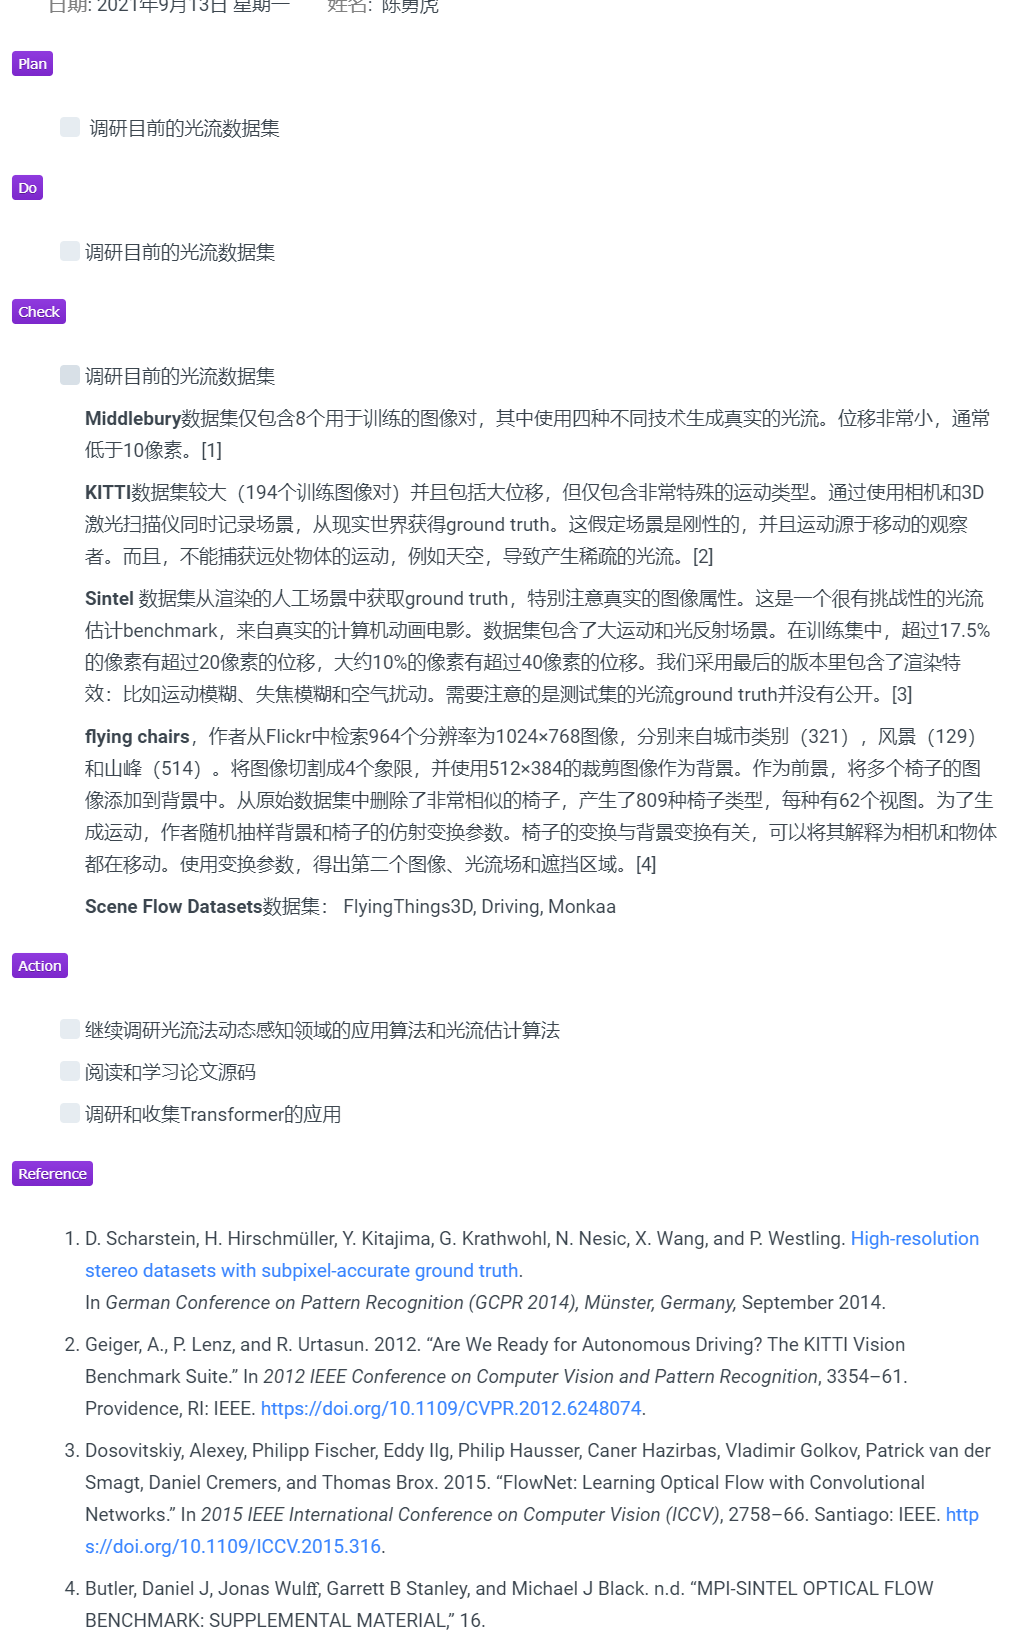 日期: 2021年9月13日 星期一 姓名: 陈勇虎
Plan
调研目前的光流数据集
Do
调研目前的光流数据集
Check
调研目前的光流数据集
Middlebury数据集仅包含8个用于训练的图像对，其中使用四种不同技术生成真实的光流。位移非常小，通常
低于10像素。[1]
KITTI数据集较大（194个训练图像对）并且包括大位移，但仅包含非常特殊的运动类型。通过使用相机和3D
激光扫描仪同时记录场景，从现实世界获得ground truth。这假定场景是刚性的，并且运动源于移动的观察
者。而且，不能捕获远处物体的运动，例如天空，导致产生稀疏的光流。[2]
Sintel 数据集从渲染的人工场景中获取ground truth，特别注意真实的图像属性。这是一个很有挑战性的光流
估计benchmark，来自真实的计算机动画电影。数据集包含了大运动和光反射场景。在训练集中，超过17.5%
的像素有超过20像素的位移，大约10%的像素有超过40像素的位移。我们采用最后的版本里包含了渲染特
效：比如运动模糊、失焦模糊和空气扰动。需要注意的是测试集的光流ground truth并没有公开。[3]
flying chairs，作者从Flickr中检索964个分辨率为1024×768图像，分别来自城市类别（321），风景（129）
和山峰（514）。将图像切割成4个象限，并使用512×384的裁剪图像作为背景。作为前景，将多个椅子的图
像添加到背景中。从原始数据集中删除了非常相似的椅子，产生了809种椅子类型，每种有62个视图。为了生
成运动，作者随机抽样背景和椅子的仿射变换参数。椅子的变换与背景变换有关，可以将其解释为相机和物体
都在移动。使用变换参数，得出第二个图像、光流场和遮挡区域。[4]
Scene Flow Datasets数据集： FlyingThings3D, Driving, Monkaa
Action
继续调研光流法动态感知领域的应用算法和光流估计算法
阅读和学习论文源码
调研和收集Transformer的应用
Reference
1. D. Scharstein, H. Hirschmüller, Y. Kitajima, G. Krathwohl, N. Nesic, X. Wang, and P. Westling. High-resolution
stereo datasets with subpixel-accurate ground truth.
In German Conference on Pattern Recognition (GCPR 2014), Münster, Germany, September 2014.
2. Geiger, A., P. Lenz, and R. Urtasun. 2012. “Are We Ready for Autonomous Driving? The KITTI Vision
Benchmark Suite.” In 2012 IEEE Conference on Computer Vision and Pattern Recognition, 3354–61.
Providence, RI: IEEE. https://doi.org/10.1109/CVPR.2012.6248074.
3. Dosovitskiy, Alexey, Philipp Fischer, Eddy Ilg, Philip Hausser, Caner Hazirbas, Vladimir Golkov, Patrick van der
Smagt, Daniel Cremers, and Thomas Brox. 2015. “FlowNet: Learning Optical Flow with Convolutional
Networks.” In 2015 IEEE International Conference on Computer Vision (ICCV), 2758–66. Santiago: IEEE. http
s://doi.org/10.1109/ICCV.2015.316.
4. Butler, Daniel J, Jonas Wulff, Garrett B Stanley, and Michael J Black. n.d. “MPI-SINTEL OPTICAL FLOW
BENCHMARK: SUPPLEMENTAL MATERIAL,” 16.